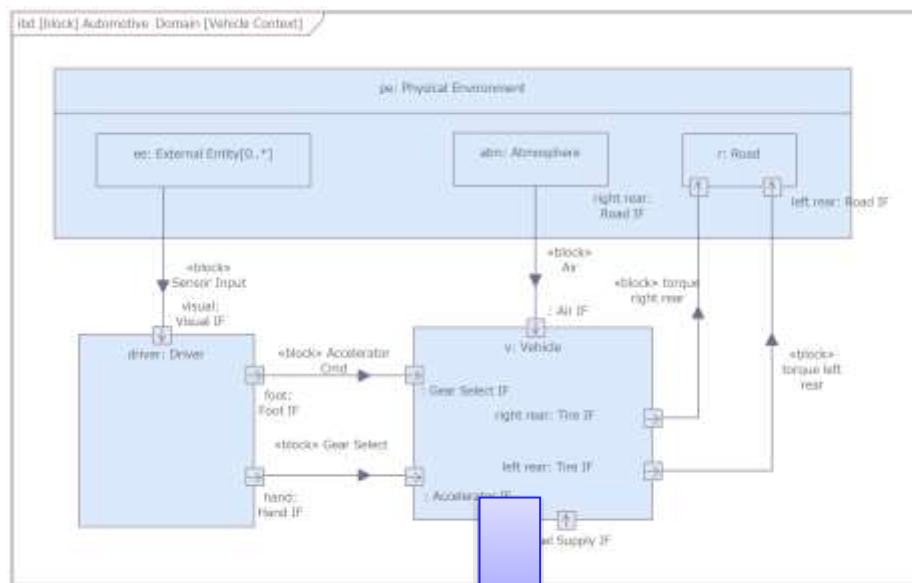 ibd [block] Automotive Domain [Vehicle Context]
pe: Physical Environment
ee: External Entity[0..*]
atm: Atmosphere
r: Road
right rear:
Road IF
left rear: Road IF
«block»
Sensor Input
«block»
Air
«block» torque
right rear
visual:
Visual IF
: Air IF
driver: Driver
v: Vehicle
«block» Accelerator
Cmd
«block»
torque left
rear
foot:
Foot IF
: Gear Select IF
right rear: Tire IF
«block» Gear Select
left rear: Tire IF
hand:
Hand IF
: Accelerator IF
Supply IF